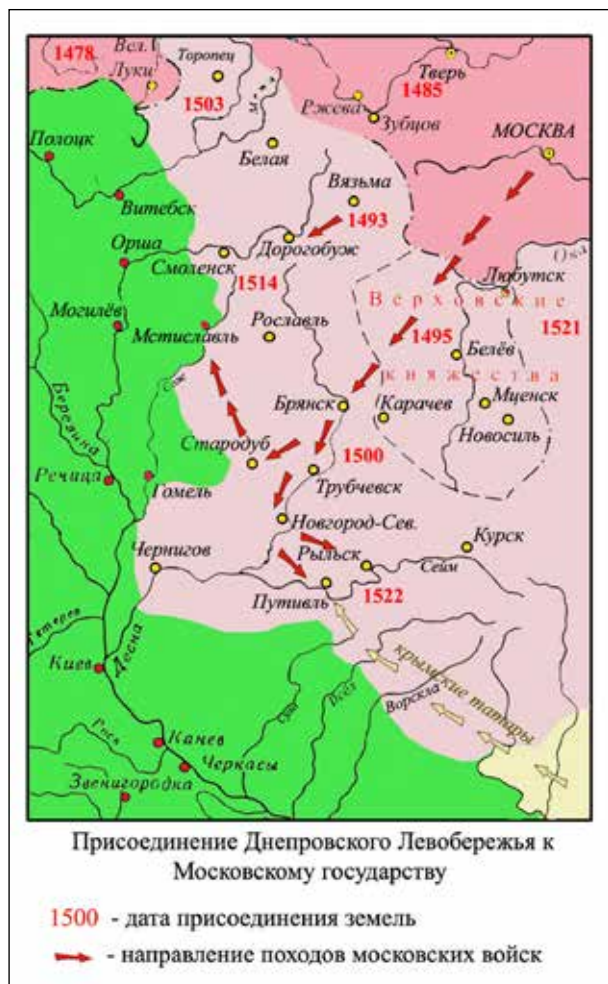 1478
Вел.
Луки
Торопец
1503
Тверь
1485
Ржева
Зубцов
МОСКВА
Полоцк
Белая
Вязьма
1493
Витебск
Орша
Смоленск
Дорогобуж
Ока
1514
Любутск
Верховские
1521
Могилёв
Мстиславль
Рославль
1495
Белёв
княжества
Березина
Сож
Брянск
Карачев
Мценск
Новосиль
Стародуб
1500
Речица
Гомель
Трубчевск
Новгород-Сев.
Чернигов
Рыльск
Курск
Сейм
Путивль
1522
Тетерев
Десна
Киев
крымские татары
Сула
Псёл
Ворскла
Рось
Канев
Черкасы
Звенигородка
Присоединение Днепровского Левобережья к
Московскому государству
1500 - дата присоединения земель
- направление походов московских войск